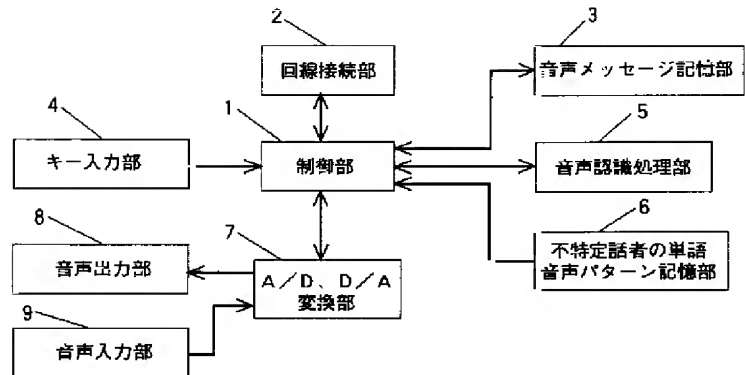 2
回線接続部
3
音声メッセージ記憶部
4
キー入力部
1
制御部
5
音声認識処理部
6
不特定話者の単語
音声パターン記憶部
8
音声出力部
7
A/D、D/A
変換部
9
音声入力部